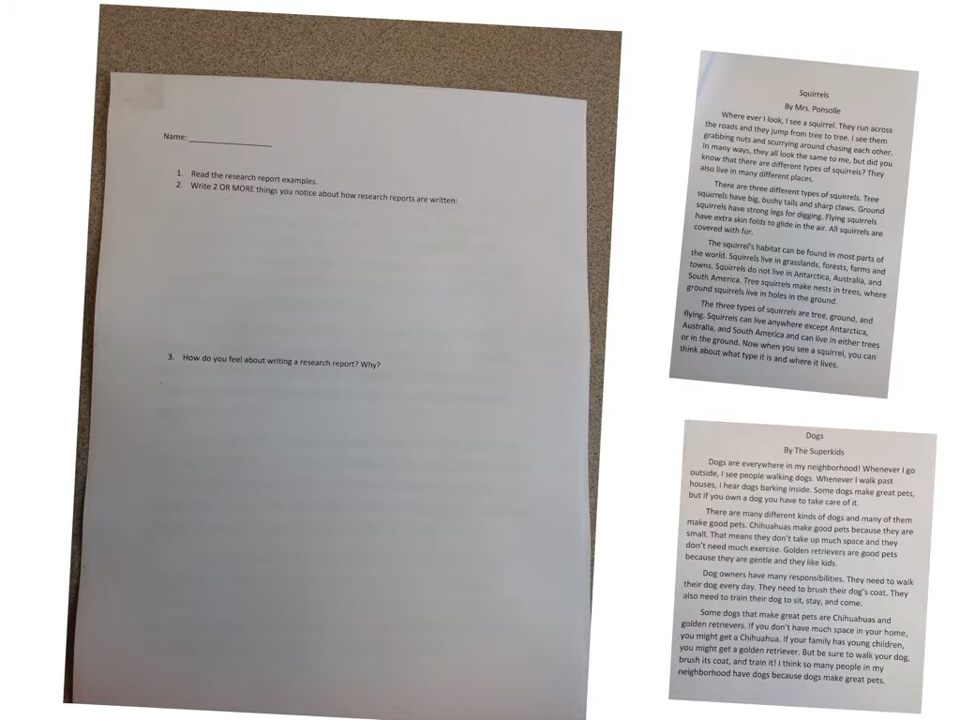 Name:
1. Read the research report examples.
2. Write 2 OR MORE things you notice about how research reports are written:
3. How do you feel about writing a research report? Why?
Squirrels
By Mrs. Ponsolle
Where ever I look, I see a squirrel. They run across
the roads and they jump from tree to tree. I see them
grabbing nuts and scurrying around chasing each other.
In many ways, they all look the same to me, but did you
know that there are different types of squirrels? They
also live in many different places.
There are three different types of squirrels. Tree
squirrels have big, bushy tails and sharp claws. Ground
squirrels have strong legs for digging. Flying squirrels
have extra skin folds to glide in the air. All squirrels are
covered with fur.
The squirrel's habitat can be found in most parts of
the world. Squirrels live in grasslands, forests, farms and
towns. Squirrels do not live in Antarctica, Australia, and
South America. Tree squirrels make nests in trees, where
ground squirrels live in holes in the ground.
The three types of squirrels are tree, ground, and
flying. Squirrels can live anywhere except Antarctica,
Australia, and South America and can live in either trees
or in the ground. Now when you see a squirrel, you can
think about what type it is and where it lives.
Dogs
By The Superkids
Dogs are everywhere in my neighborhood! Whenever I go
outside, I see people walking dogs. Whenever I walk past
houses, I hear dogs barking inside. Some dogs make great pets,
but if you own a dog you have to take care of it.
There are many different kinds of dogs and many of them
make good pets. Chihuahuas make good pets because they are
small. That means they don't take up much space and they
don't need much exercise. Golden retrievers are good pets
because they are gentle and they like kids.
Dog owners have many responsibilities. They need to walk
their dog every day. They need to brush their dog's coat. They
also need to train their dog to sit, stay, and come.
Some dogs that make great pets are Chihuahuas and
golden retrievers. If you don't have much space in your home,
you might get a Chihuahua. If your family has young children,
you might get a golden retriever. But be sure to walk your dog,
brush its coat, and train it! I think so many people in my
neighborhood have dogs because dogs make great pets.